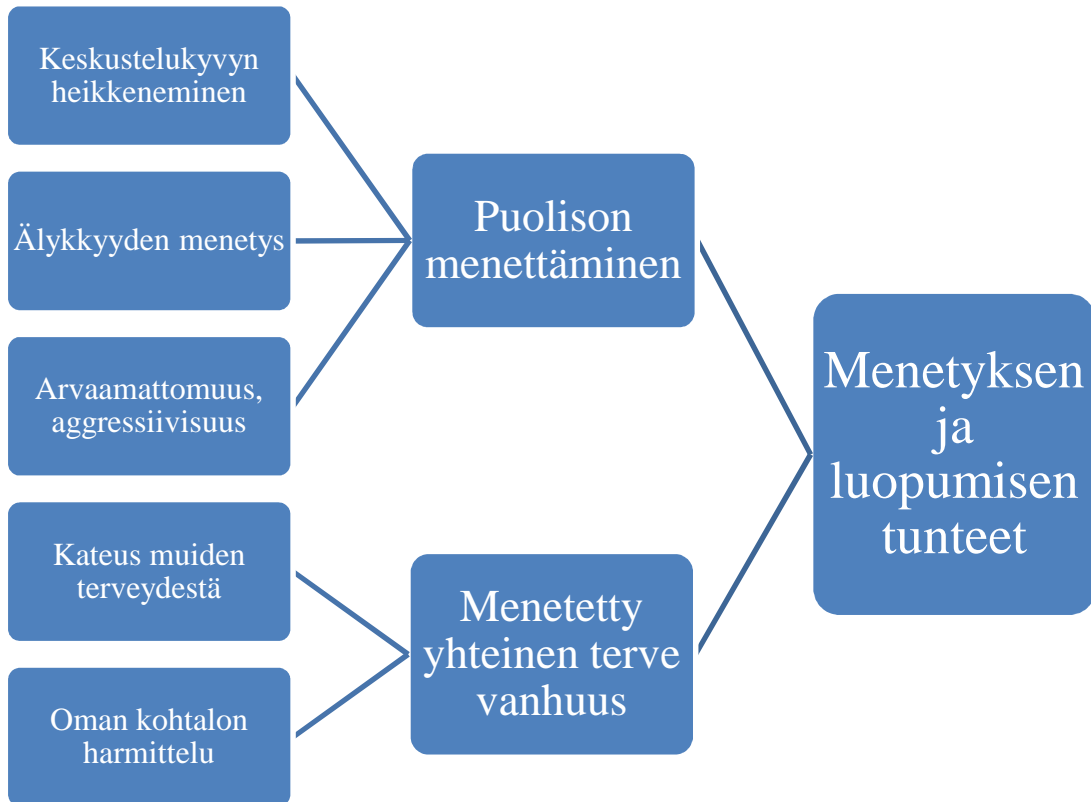 Keskustelukyvyn
heikkeneminen
Älykkyyden menetys
Arvaamattomuus,
aggressiivisuus
Kateus muiden
terveydestä
Oman kohtalon
harmittelu
Puolison
menettäminen
Menetetty
yhteinen terve
vanhuus
Menetyksen
ja
luopumisen
tunteet